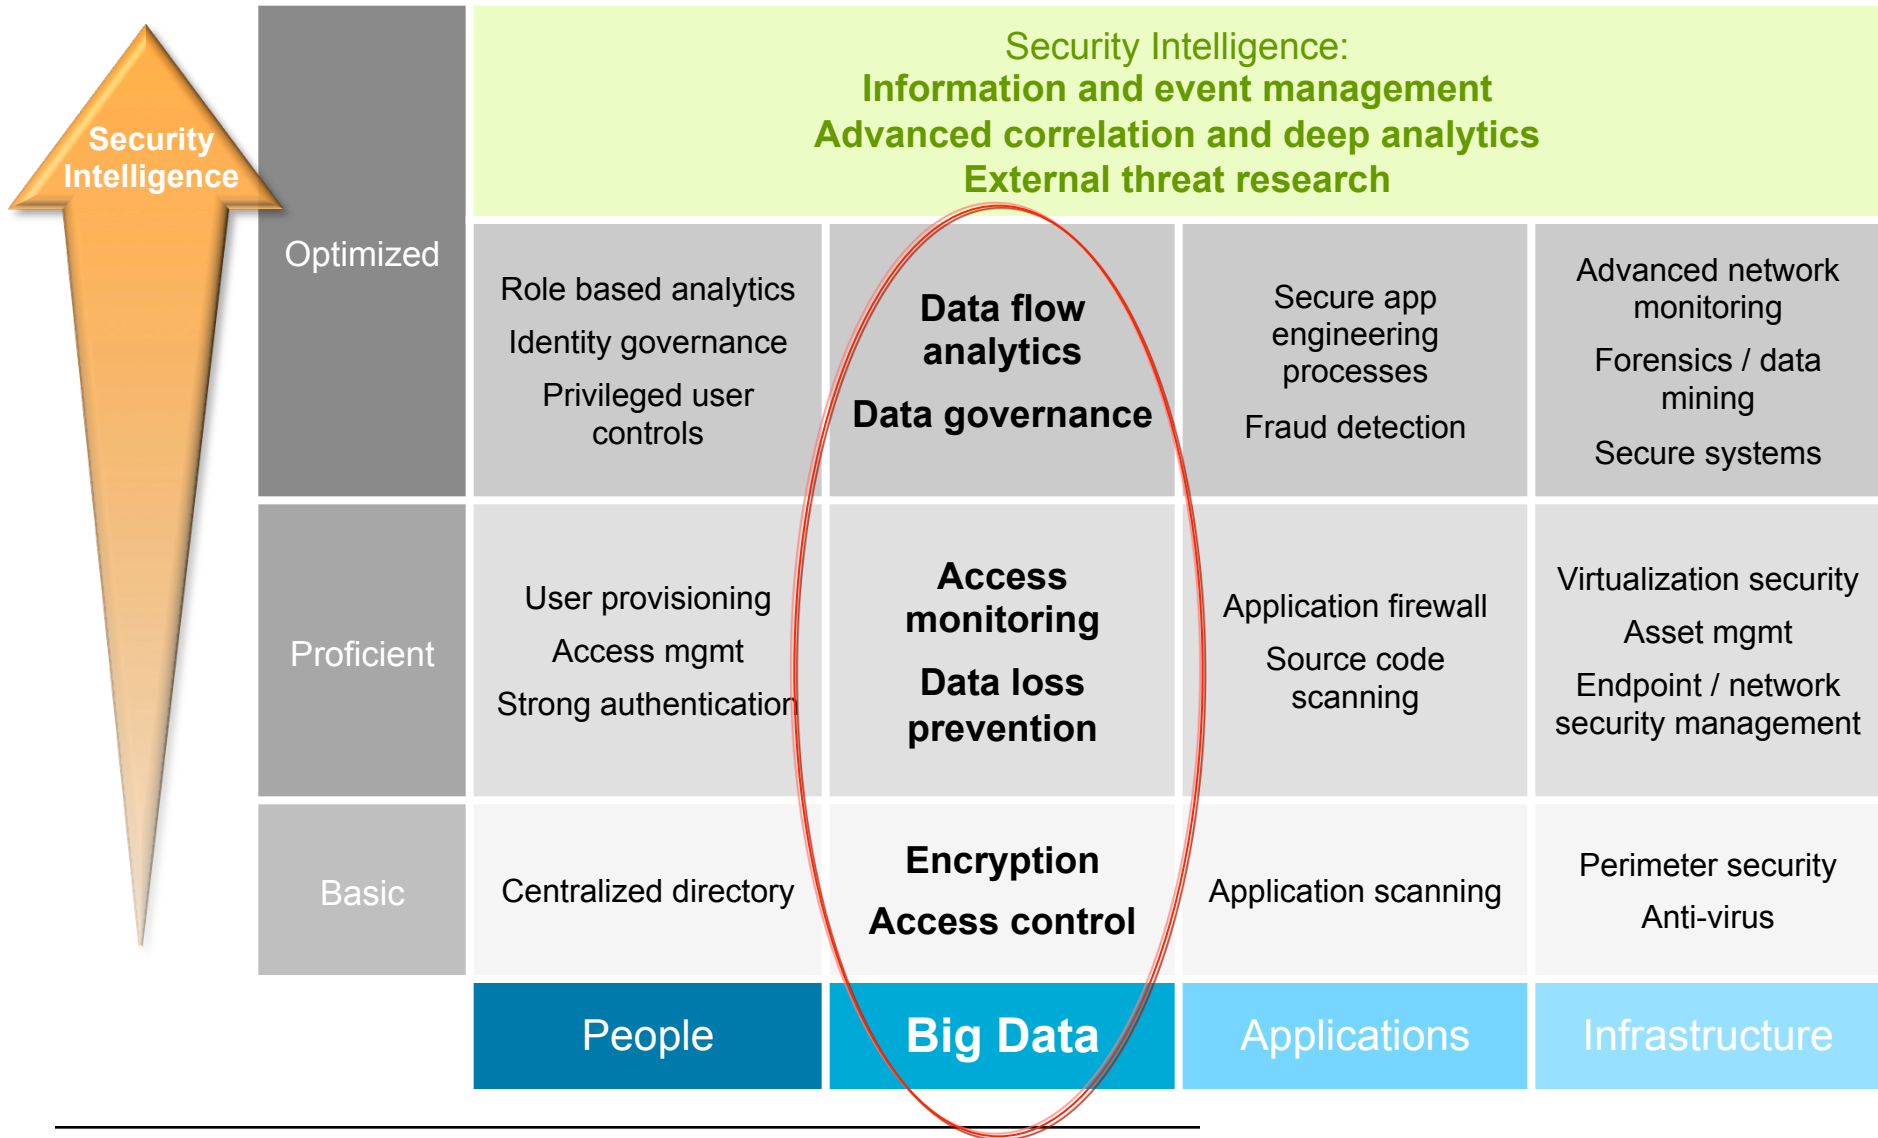 Security Intelligence:
Information and event management
Advanced correlation and deep analytics
External threat research
Security
Intelligence
Optimized
Role based analytics
Identity governance
Privileged user
controls
Data flow
analytics
Data governance
Secure app
engineering
processes
Fraud detection
Advanced network
monitoring
Forensics / data
mining
Secure systems
Proficient
User provisioning
Access mgmt
Strong authentication
Access
monitoring
Data loss
prevention
Application firewall
Source code
scanning
Virtualization security
Asset mgmt
Endpoint / network
security management
Basic
Centralized directory
Encryption
Access control
Application scanning
Perimeter security
Anti-virus
People
Big Data
Applications
Infrastructure